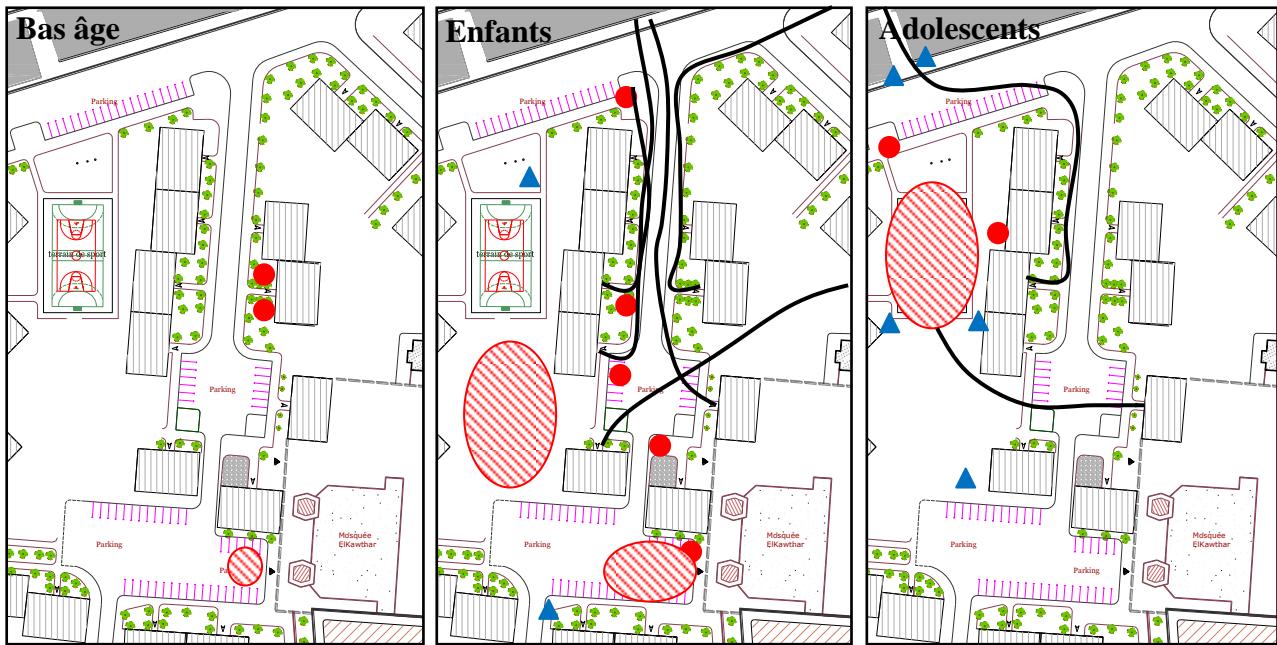 Bas âge
Parking
terrain de sport
Parking
Parking
Mosquée
ElKawthar
Enfants
Parking
terrain de sport
Parking
Parking
Mosquée
ElKawthar
Adolescents
Parking
Parking
Parking
Parking
Mosquée
ElKawthar